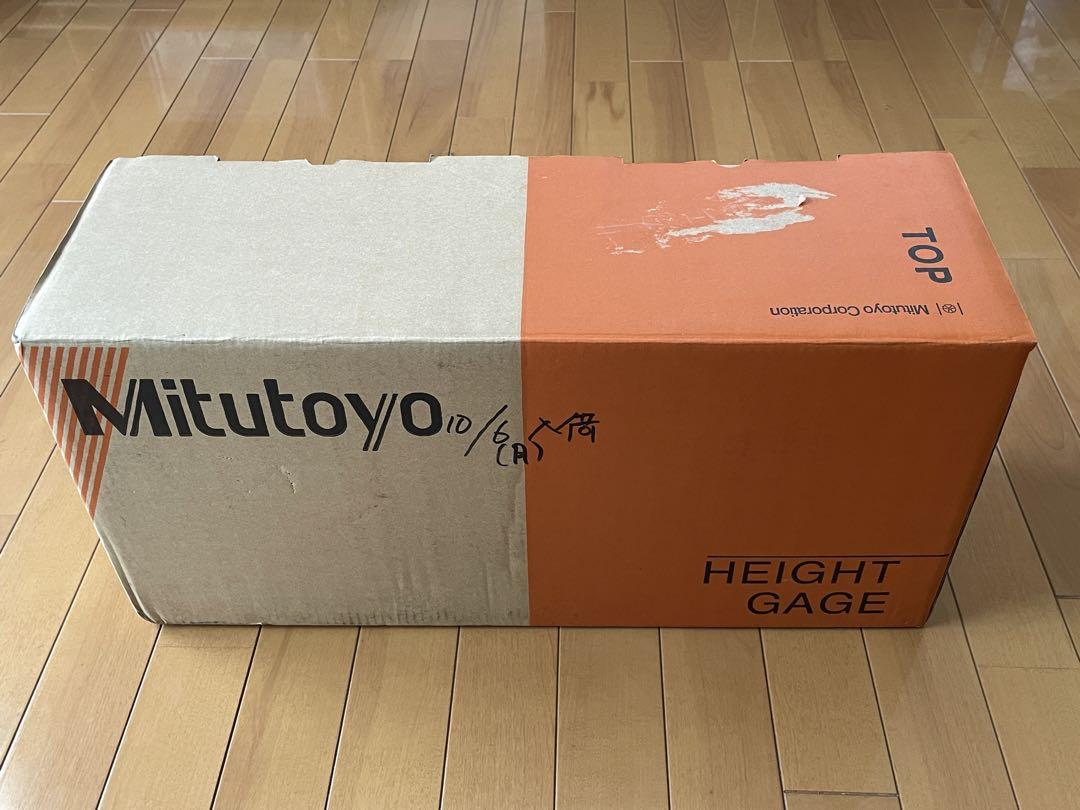 TOP
Mitutoyo Corporation
Mitutoyo
10/6入荷
(月)
HEIGHT
GAGE